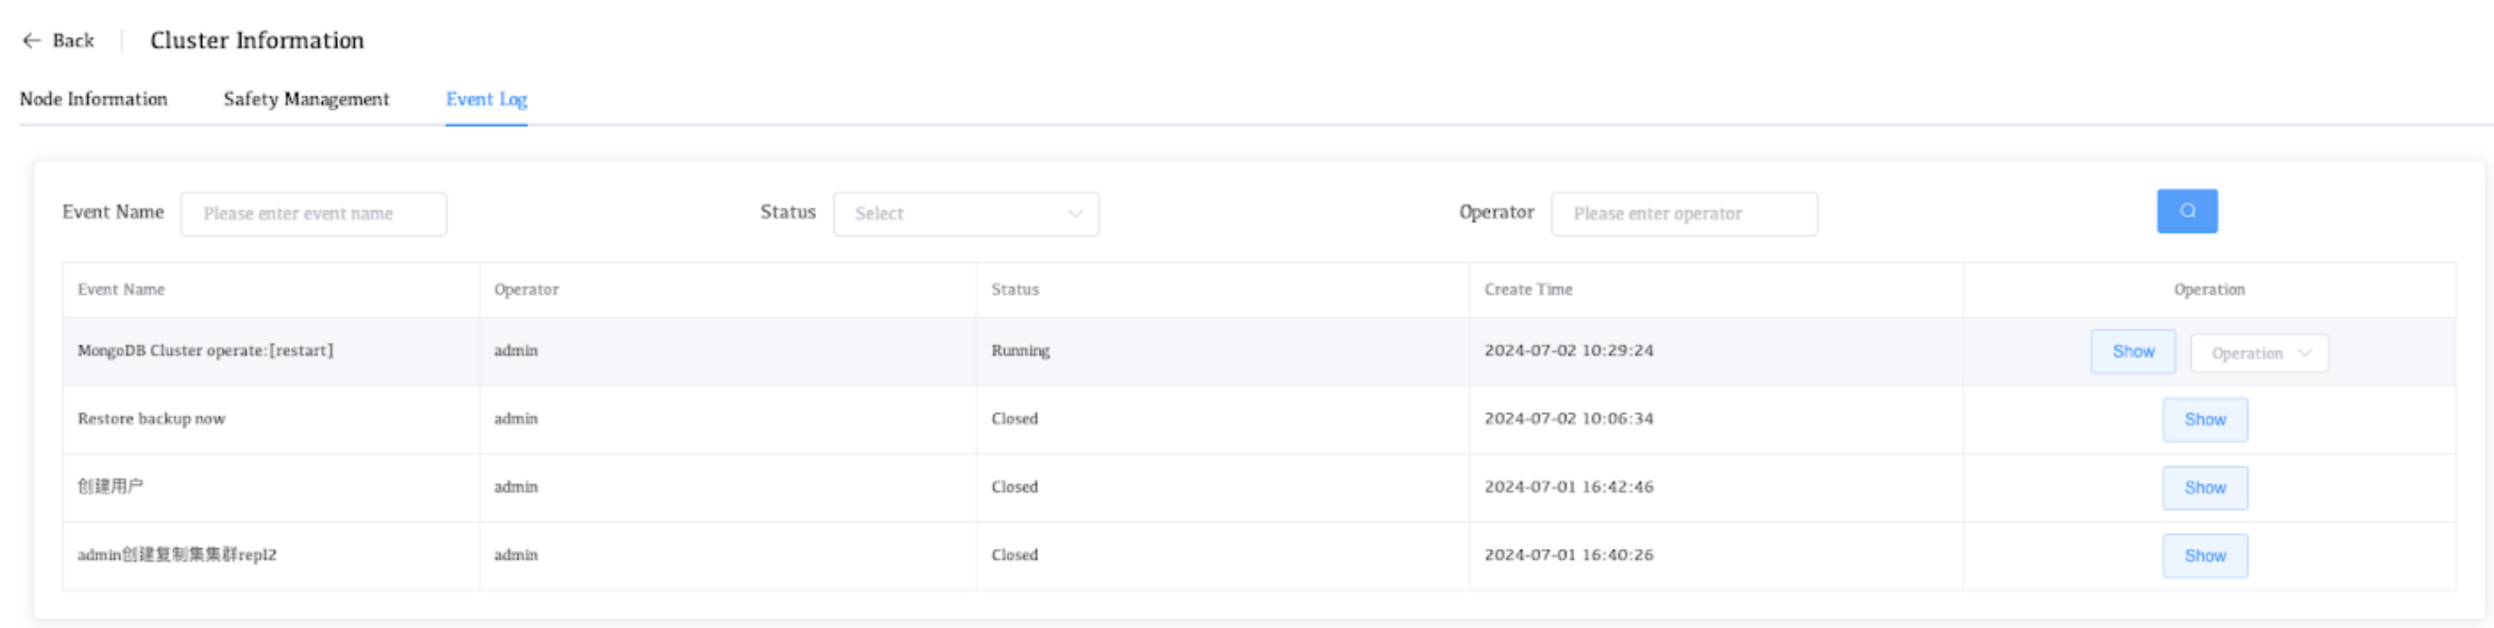 ← Back | Cluster Information
Node Information Safety Management Event Log
Event Name Please enter event name Status Select Operator Please enter operator
Event Name Operator Status Create Time Operation
MongoDB Cluster operate:[restart] admin Running 2024-07-02 10:29:24 Show Operation
Restore backup now admin Closed 2024-07-02 10:06:34 Show
创建用户 admin Closed 2024-07-01 16:42:46 Show
admin创建复制集集群repl2 admin Closed 2024-07-01 16:40:26 Show